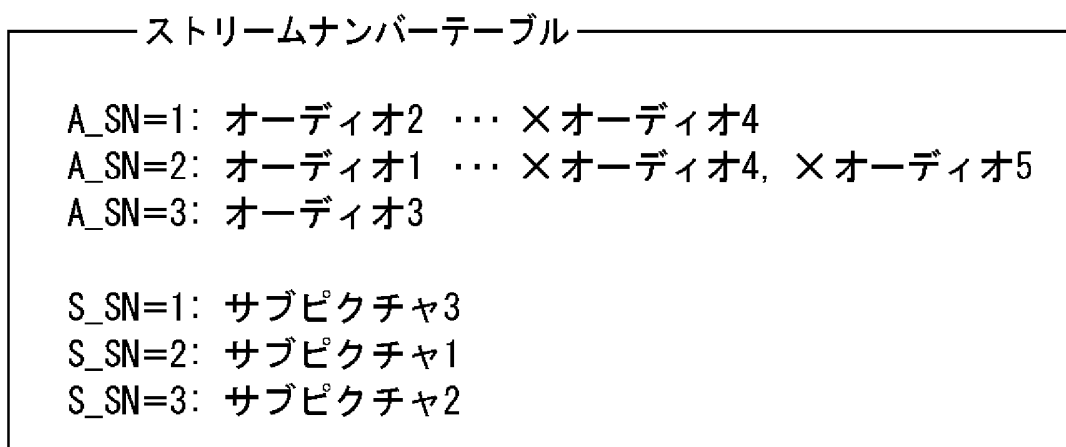 ストリームナンバーテーブル
A_SN=1: オーディオ2 ··· ×オーディオ4
A_SN=2: オーディオ1 ··· ×オーディオ4, ×オーディオ5
A_SN=3: オーディオ3
S_SN=1: サブピクチャ3
S_SN=2: サブピクチャ1
S_SN=3: サブピクチャ2